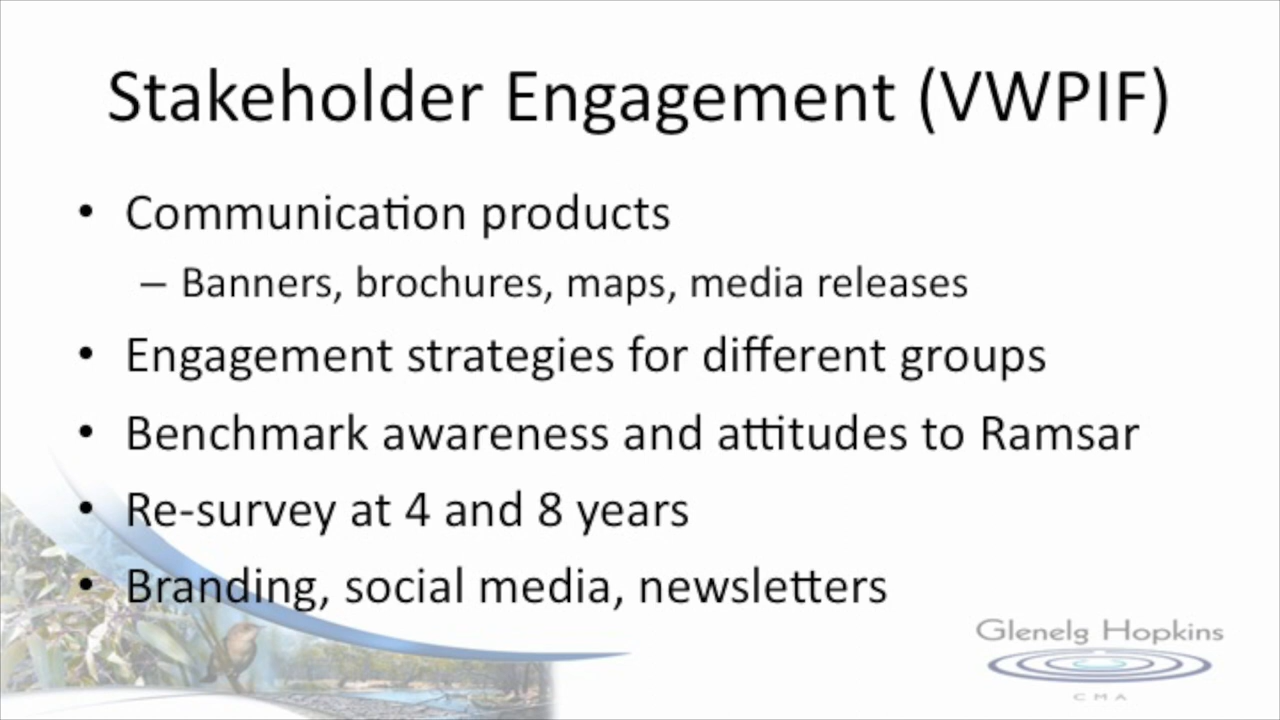 Stakeholder Engagement (VWPIF)
• Communication products
– Banners, brochures, maps, media releases
• Engagement strategies for different groups
• Benchmark awareness and attitudes to Ramsar
• Re-survey at 4 and 8 years
• Branding, social media, newsletters
Glenelg Hopkins
CMA